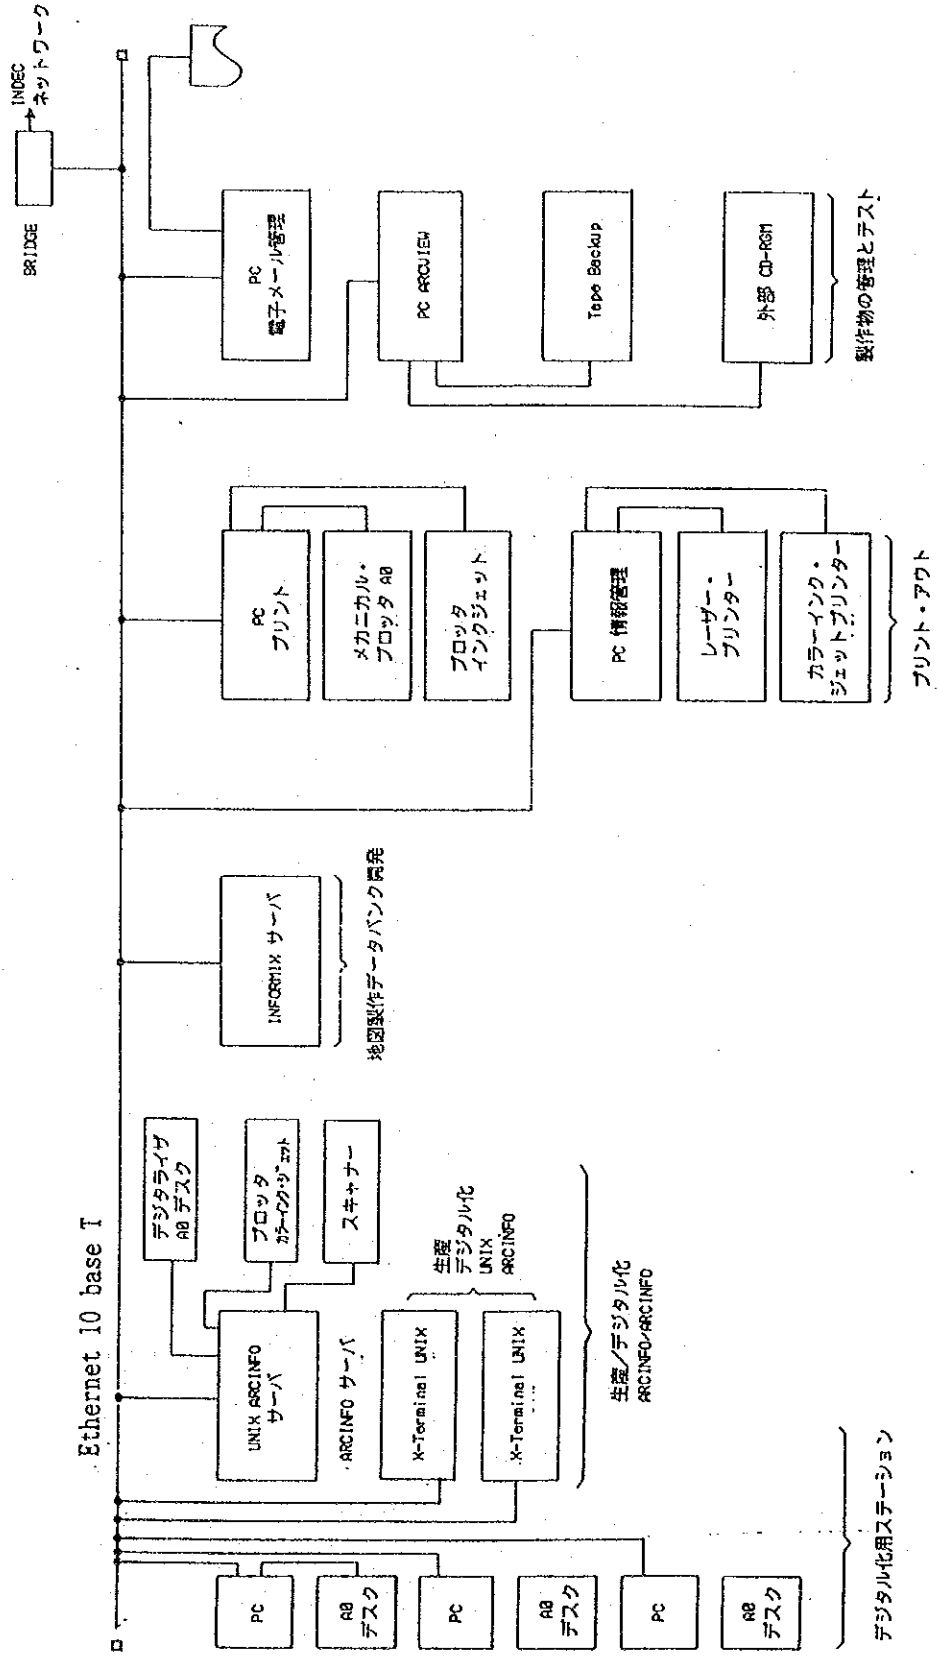 Ethernet 10 base T
BRIDGE
INDEC
ネットワーク
PC
A0
デスク
PC
A0
デスク
PC
A0
デスク
デジタル化用ステーション
UNIX ARCINFO
サーバ
デジタライザ
A0 デスク
プロッタ
カラーインク・ジェット
スキャナー
ARCINFO サーバ
X-Terminal UNIX
X-Terminal UNIX
生産
デジタル化
UNIX
ARCINFO
生産/デジタル化
ARCINFO/ARCINFO
INFORMIX サーバ
地図製作データバンク開発
PC
プリント
メカニカル・
プロッタ A0
プロッタ
インクジェット
PC 情報管理
レーザー・
プリンター
カラーインク・
ジェットプリンター
プリント・アウト
PC
電子メール管理
PC ARCVIEW
Tape Backup
外部 CD-ROM
製作物の管理とテスト